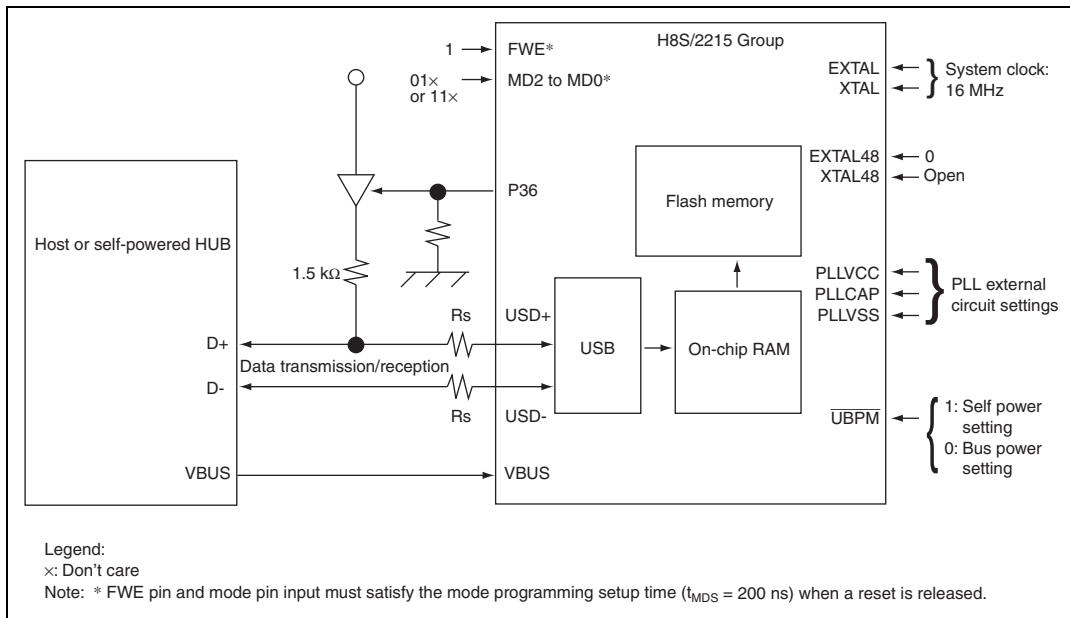 H8S/2215 Group
1
FWE*
01×
or 11×
MD2 to MD0*
EXTAL
XTAL
System clock:
16 MHz
EXTAL48
0
XTAL48
Open
P36
Flash memory
Host or self-powered HUB
1.5 kΩ
PLLVCC
PLLCAP
PLLVSS
PLL external
circuit settings
Rs
USD+
D+
USB
On-chip RAM
Data transmission/reception
D-
Rs
USD-
UBPM
1: Self power
setting
0: Bus power
setting
VBUS
VBUS
Legend:
×: Don't care
Note: * FWE pin and mode pin input must satisfy the mode programming setup time (tMDS = 200 ns) when a reset is released.